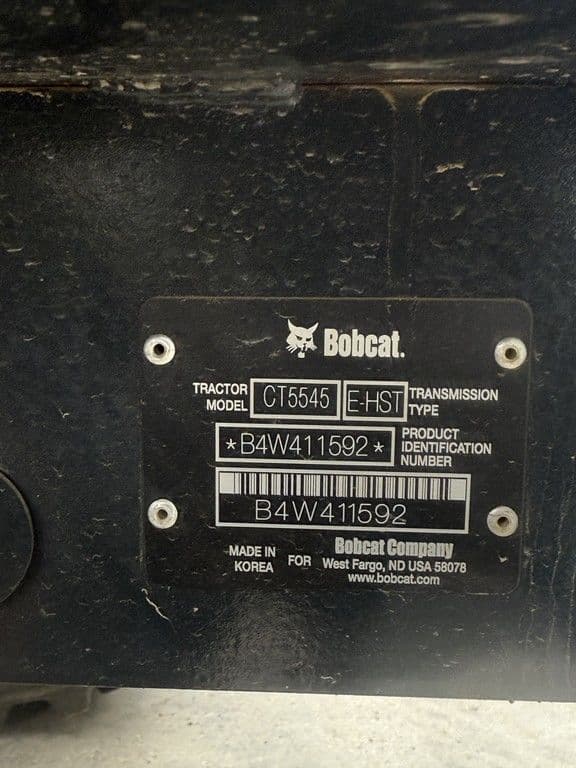 Bobcat.
TRACTOR MODEL CT5545 E-HST TRANSMISSION TYPE
*B4W411592* PRODUCT IDENTIFICATION NUMBER
B4W411592
MADE IN KOREA FOR Bobcat Company
West Fargo, ND USA 58078
www.bobcat.com